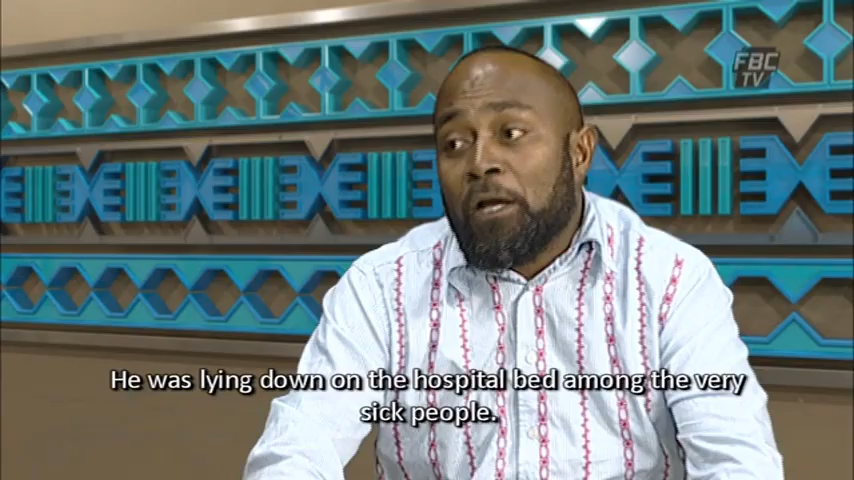 FBC
TV
He was lying down on the hospital bed among the very
sick people.